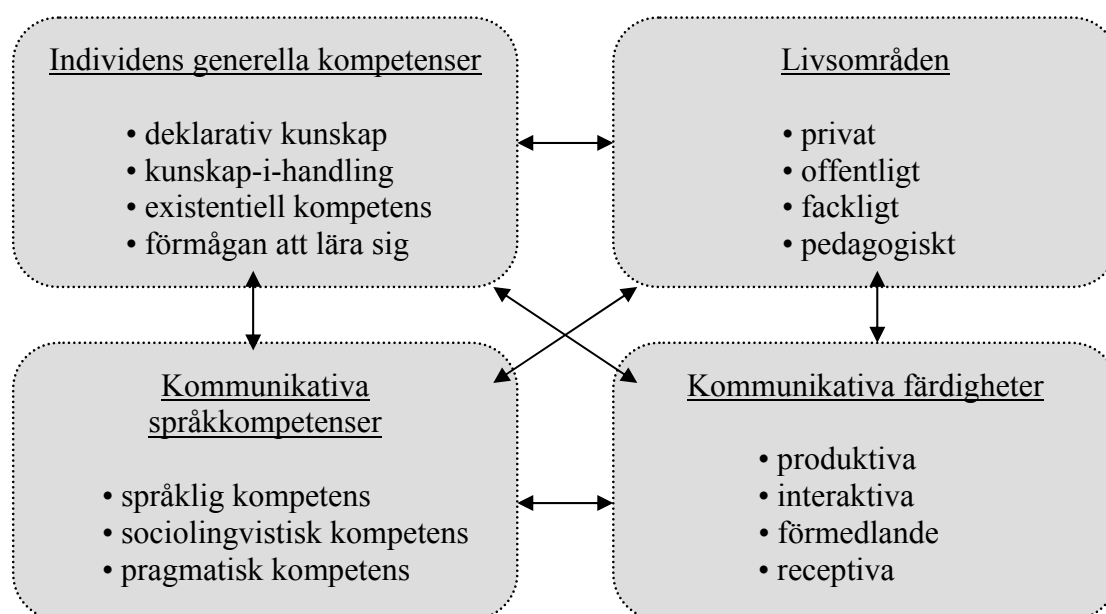 Individens generella kompetenser
• deklarativ kunskap
• kunskap-i-handling
• existentiell kompetens
• förmågan att lära sig
Livsområden
• privat
• offentligt
• fackligt
• pedagogiskt
Kommunikativa
språkkompetenser
• språklig kompetens
• sociolingvistisk kompetens
• pragmatisk kompetens
Kommunikativa färdigheter
• produktiva
• interaktiva
• förmedlande
• receptiva